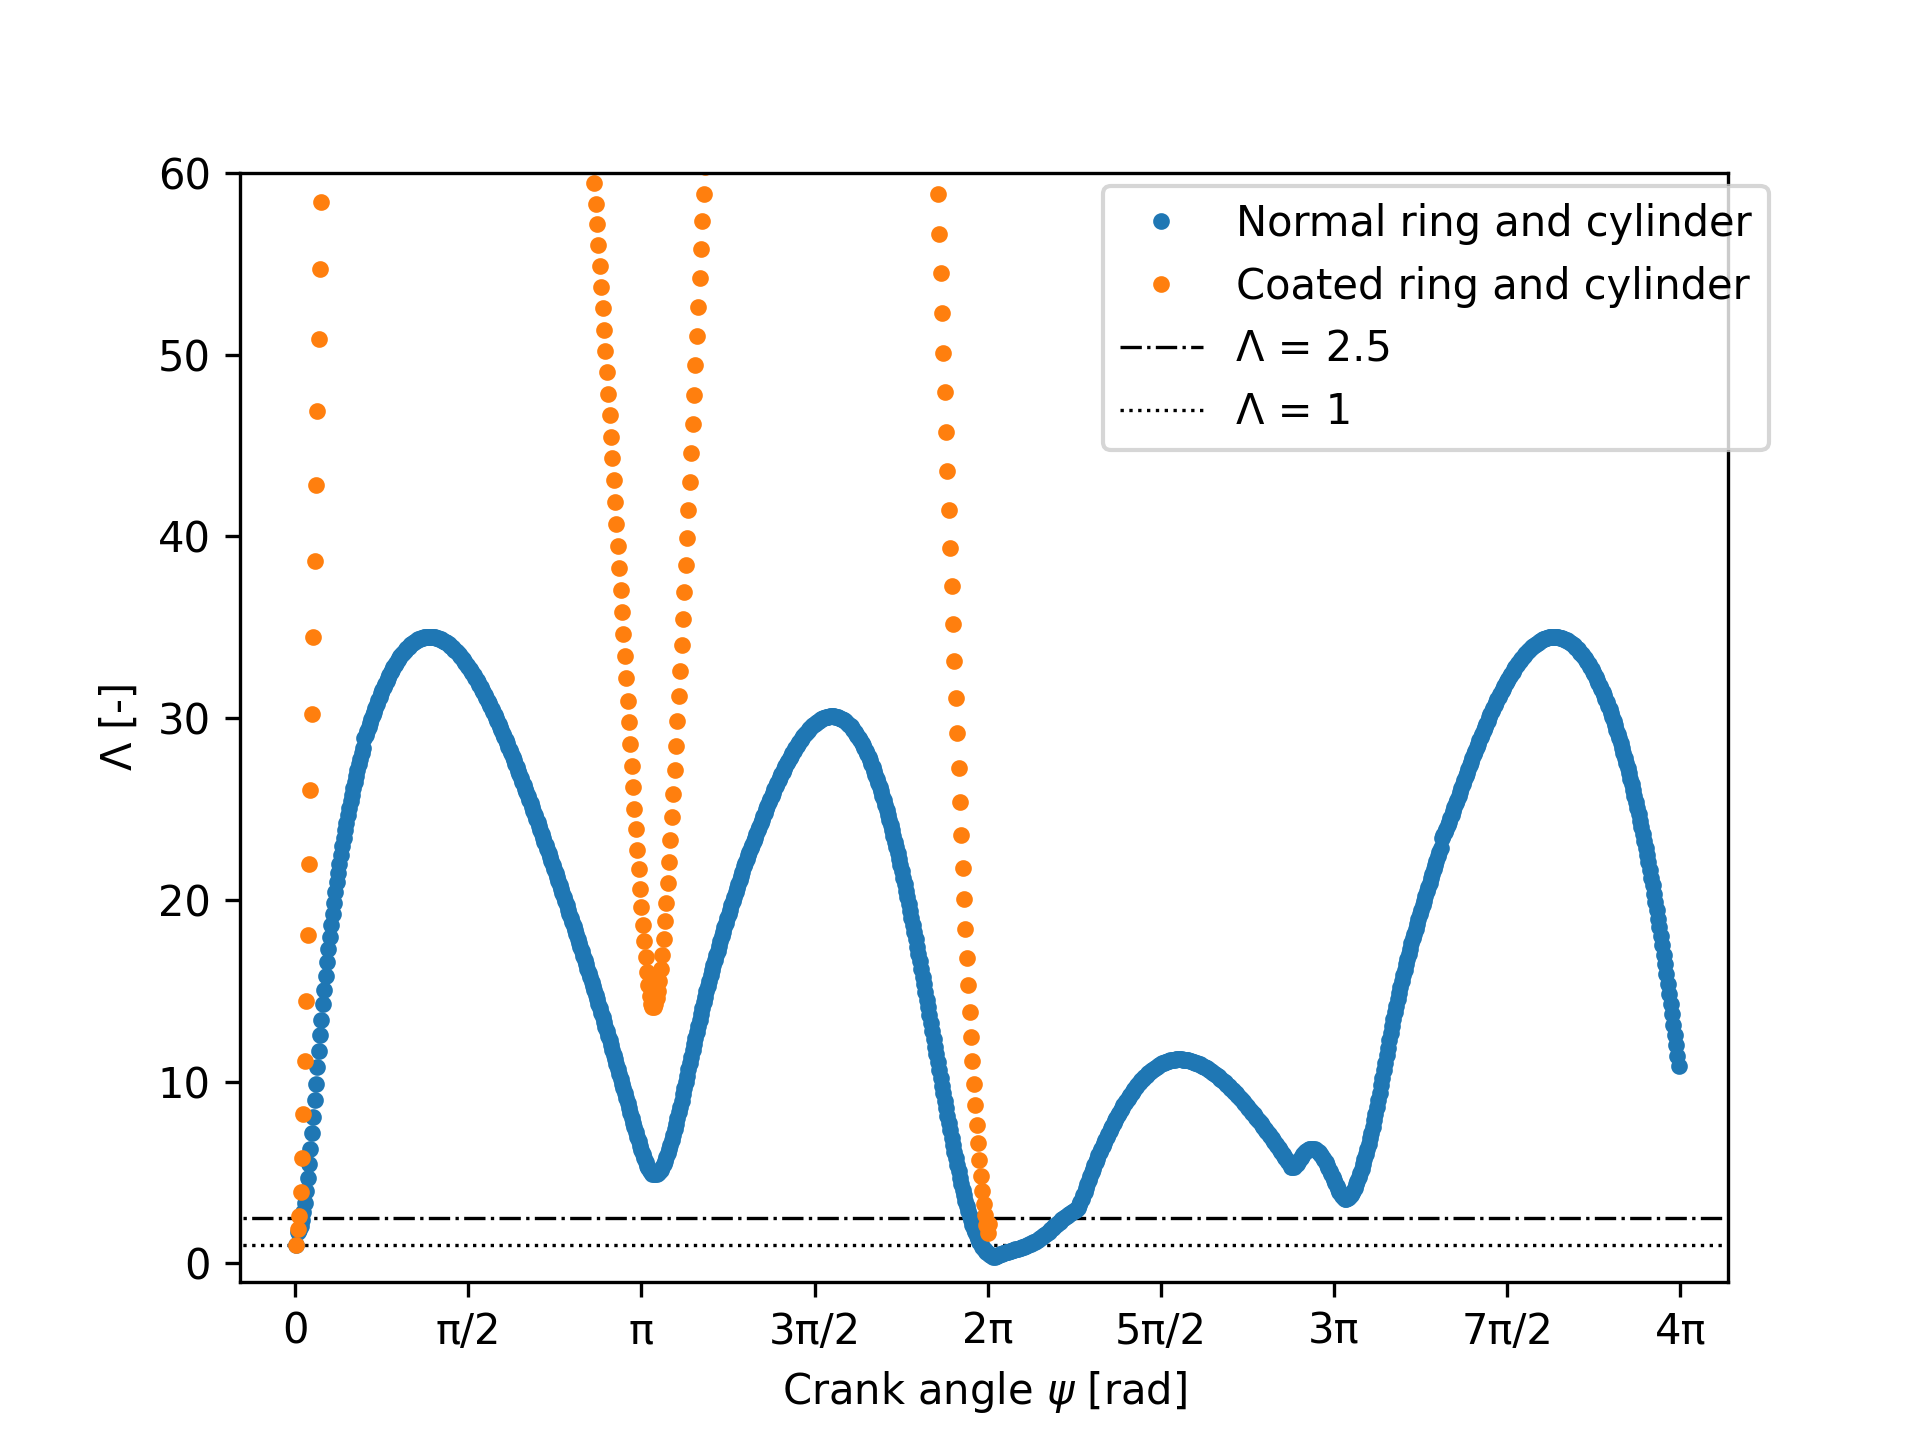 60
50
40
30
20
10
0
Λ [-]
Normal ring and cylinder
Coated ring and cylinder
Λ = 2.5
Λ = 1
0 π/2 π 3π/2 2π 5π/2 3π 7π/2 4π
Crank angle ψ [rad]